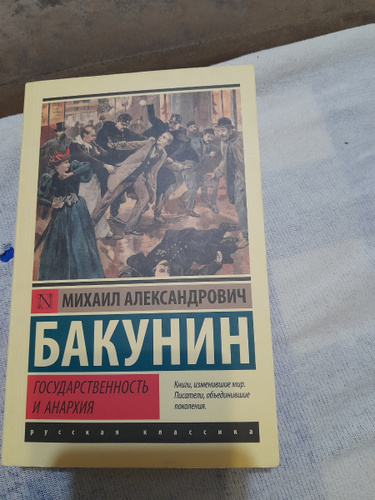 МИХАИЛ АЛЕКСАНДРОВИЧ
БАКУНИН
ГОСУДАРСТВЕННОСТЬ
И АНАРХИЯ
Книги, изменившие мир.
Писатели, объединившие
поколения.
русская классика